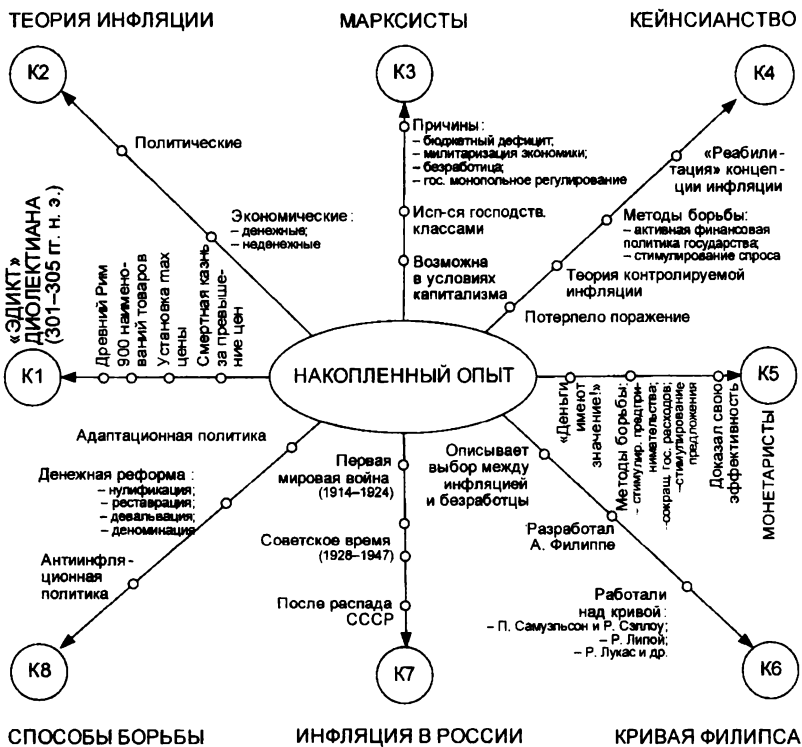 ТЕОРИЯ ИНФЛЯЦИИ
К2
Политические
Экономические :
– денежные;
– неденежные
МАРКСИСТЫ
К3
Причины :
– бюджетный дефицит;
– милитаризация экономики;
– безработица;
– гос. монопольное регулирование
Исп-ся господств.
классами
Возможна
в условиях
капитализма
КЕЙНСИАНСТВО
К4
«Реабили-
тация» концеп-
ции инфляции
Методы борьбы:
– активная финансовая
политика государства;
– стимулирование спроса
Теория контролируемой
инфляции
Потерпело поражение
«ЭДИКТ»
ДИОЛЕКТИАНА
(301–305 гг. н. э.)
К1
Древний Рим
900 наимено-
ваний товаров
Установка max
цены
Смертная казнь
за превыше-
ние цен
НАКОПЛЕННЫЙ ОПЫТ
«Деньги
имеют
значение!»
Методы борьбы:
– стимулир. предпри-
нимательства;
–сокращ. гос. расходов;
–стимулирование
предложения
Доказал свою
эффективность
К5
МОНЕТАРИСТЫ
Адаптационная политика
Денежная реформа :
– нулификация;
– реставрация;
– девальвация;
– деноминация
Антиинфля-
ционная
политика
К8
СПОСОБЫ БОРЬБЫ
Первая
мировая война
(1914–1924)
Советское время
(1928–1947)
После распада
СССР
К7
ИНФЛЯЦИЯ В РОССИИ
Описывает
выбор между
инфляцией
и безработцы
Разработал
А. Филиппе
Работали
над кривой :
– П. Самуэльсон и Р. Сэллоу;
– Р. Липой;
– Р. Лукас и др.
К6
КРИВАЯ ФИЛИПСА